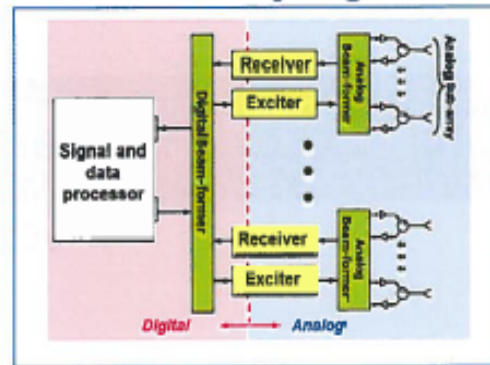 Receiver
Exciter
Analog
Beam-former
Analog Sub-array
Digital Beam-former
Signal and
data
processor
Receiver
Exciter
Analog
Beam-former
Digital
Analog